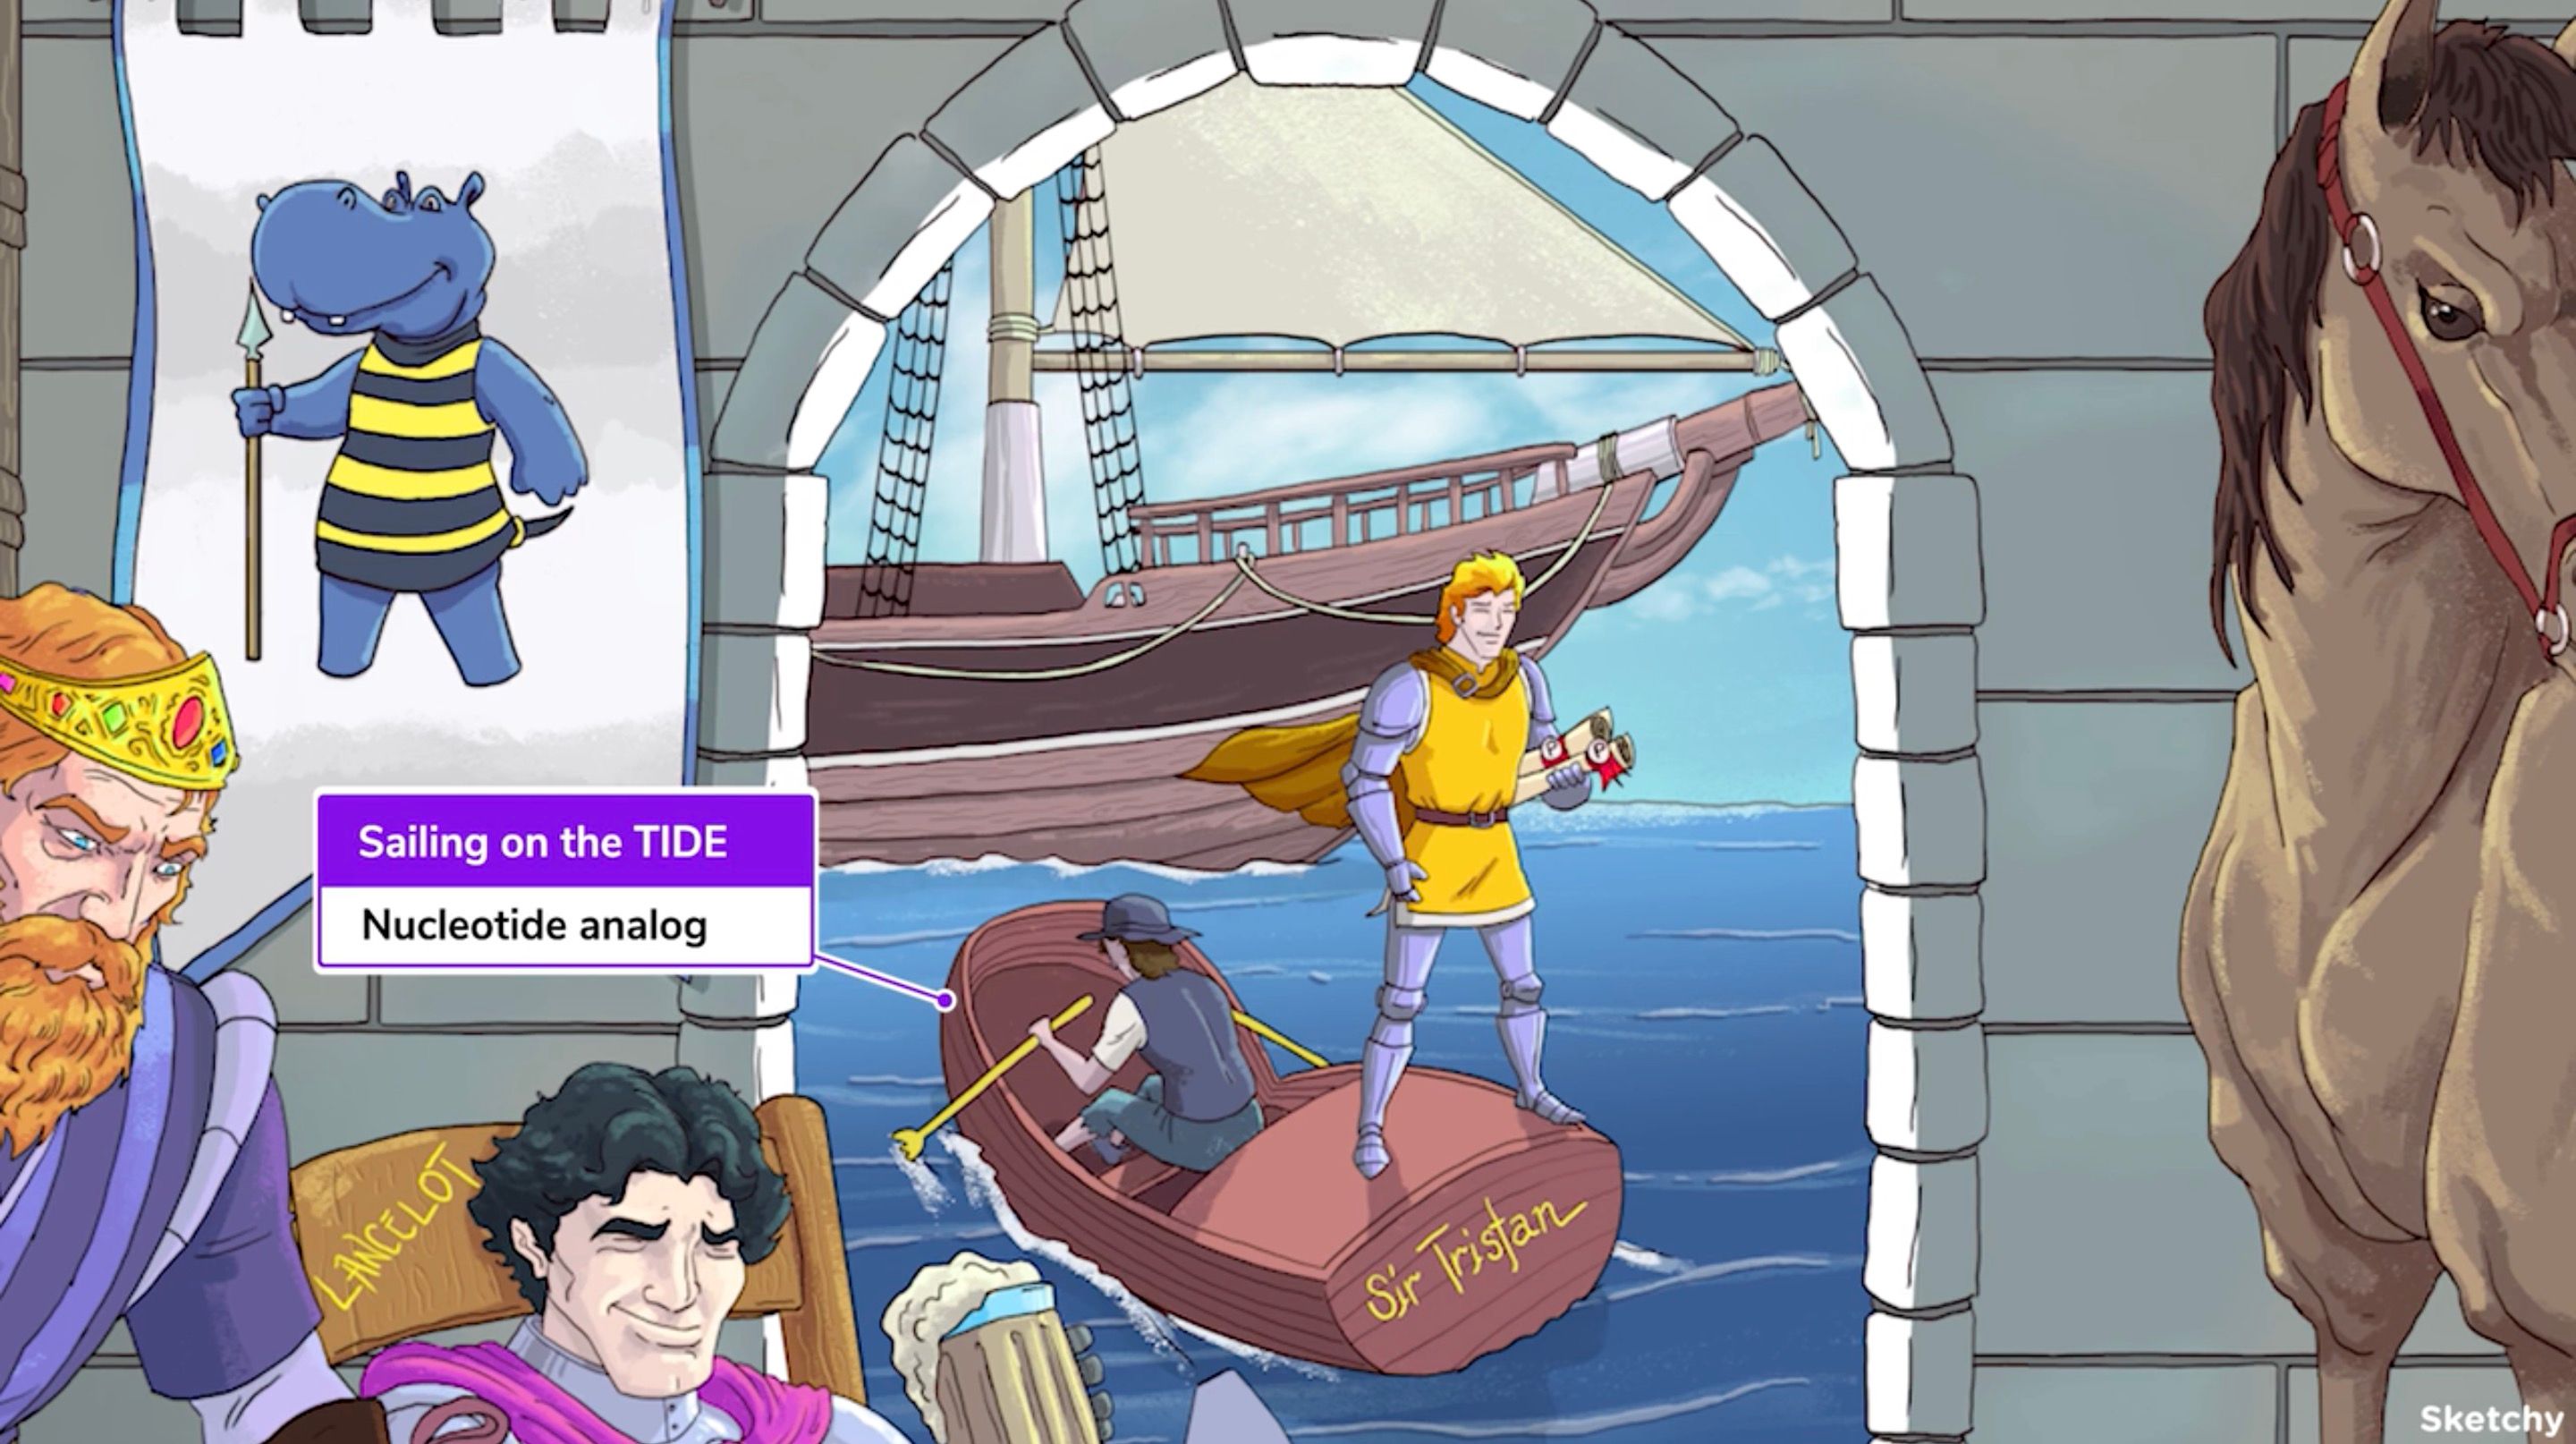 Sailing on the TIDE
Nucleotide analog
P P
LANCELOT
Sir Tristan
Sketchy